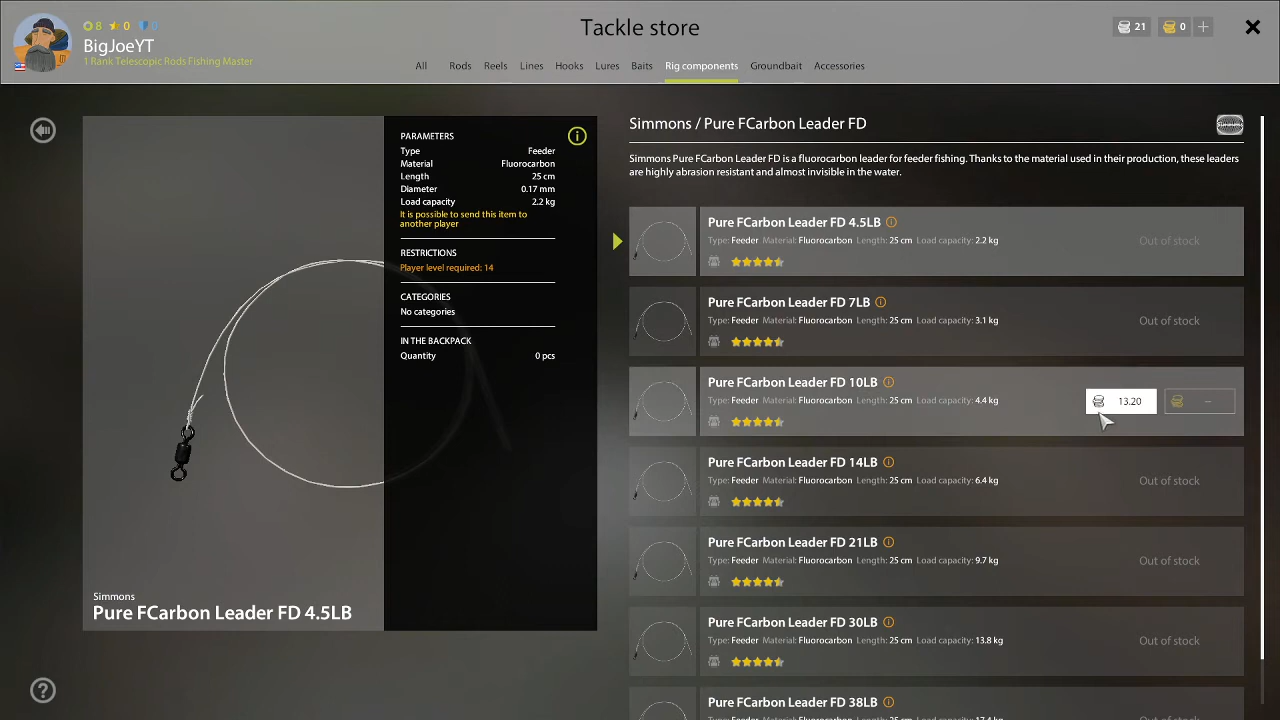 8 0 0
BigJoeYT
1 Rank Telescopic Rods Fishing Master
Tackle store
21 0 +
All Rods Reels Lines Hooks Lures Baits Rig components Groundbait Accessories
PARAMETERS
Type Feeder
Material Fluorocarbon
Length 25 cm
Diameter 0.17 mm
Load capacity 2.2 kg
It is possible to send this item to
another player
RESTRICTIONS
Player level required: 14
CATEGORIES
No categories
IN THE BACKPACK
Quantity 0 pcs
Simmons
Pure FCarbon Leader FD 4.5LB
Simmons / Pure FCarbon Leader FD
Simmons
Simmons Pure FCarbon Leader FD is a fluorocarbon leader for feeder fishing. Thanks to the material used in their production, these leaders
are highly abrasion resistant and almost invisible in the water.
Pure FCarbon Leader FD 4.5LB
Type: Feeder Material: Fluorocarbon Length: 25 cm Load capacity: 2.2 kg
Out of stock
Pure FCarbon Leader FD 7LB
Type: Feeder Material: Fluorocarbon Length: 25 cm Load capacity: 3.1 kg
Out of stock
Pure FCarbon Leader FD 10LB
Type: Feeder Material: Fluorocarbon Length: 25 cm Load capacity: 4.4 kg
13.20 –
Pure FCarbon Leader FD 14LB
Type: Feeder Material: Fluorocarbon Length: 25 cm Load capacity: 6.4 kg
Out of stock
Pure FCarbon Leader FD 21LB
Type: Feeder Material: Fluorocarbon Length: 25 cm Load capacity: 9.7 kg
Out of stock
Pure FCarbon Leader FD 30LB
Type: Feeder Material: Fluorocarbon Length: 25 cm Load capacity: 13.8 kg
Out of stock
Pure FCarbon Leader FD 38LB